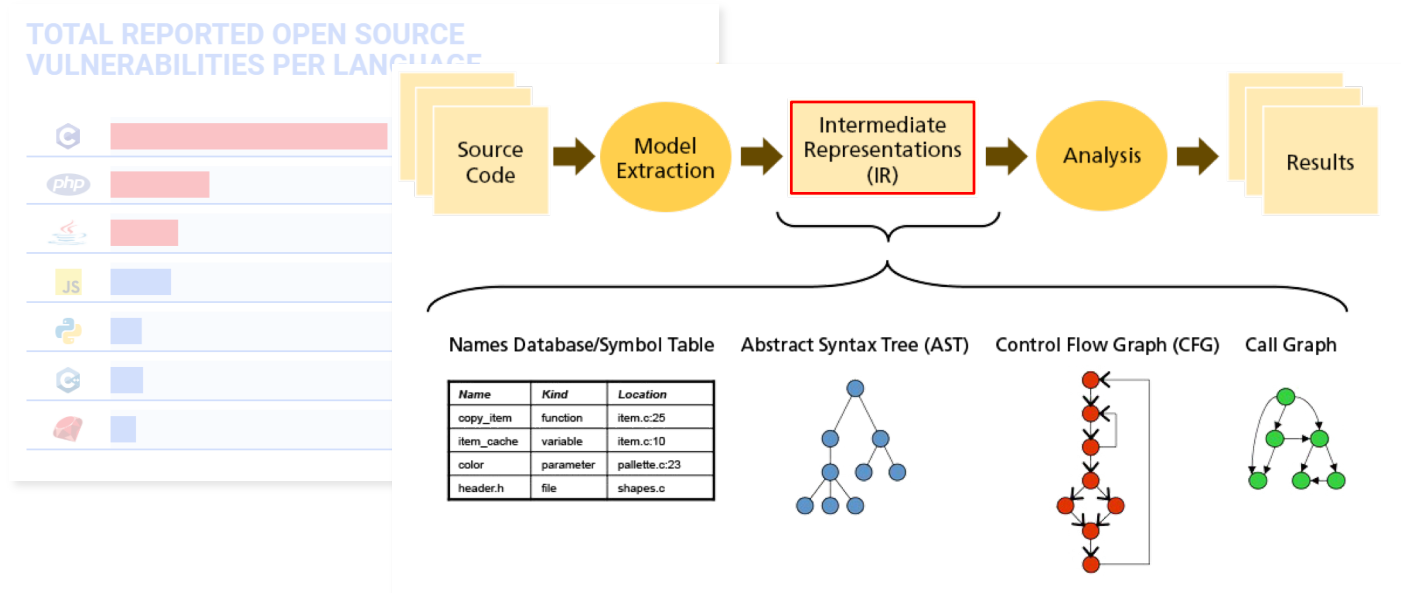 TOTAL REPORTED OPEN SOURCE
VULNERABILITIES PER LANGUAGE
C
php
JS
C++
Source
Code
Model
Extraction
Intermediate
Representations
(IR)
Analysis
Results
Names Database/Symbol Table
Name Kind Location
copy_item function item.c:25
item_cache variable item.c:10
color parameter pallette.c:23
header.h file shapes.c
Abstract Syntax Tree (AST)
Control Flow Graph (CFG)
Call Graph